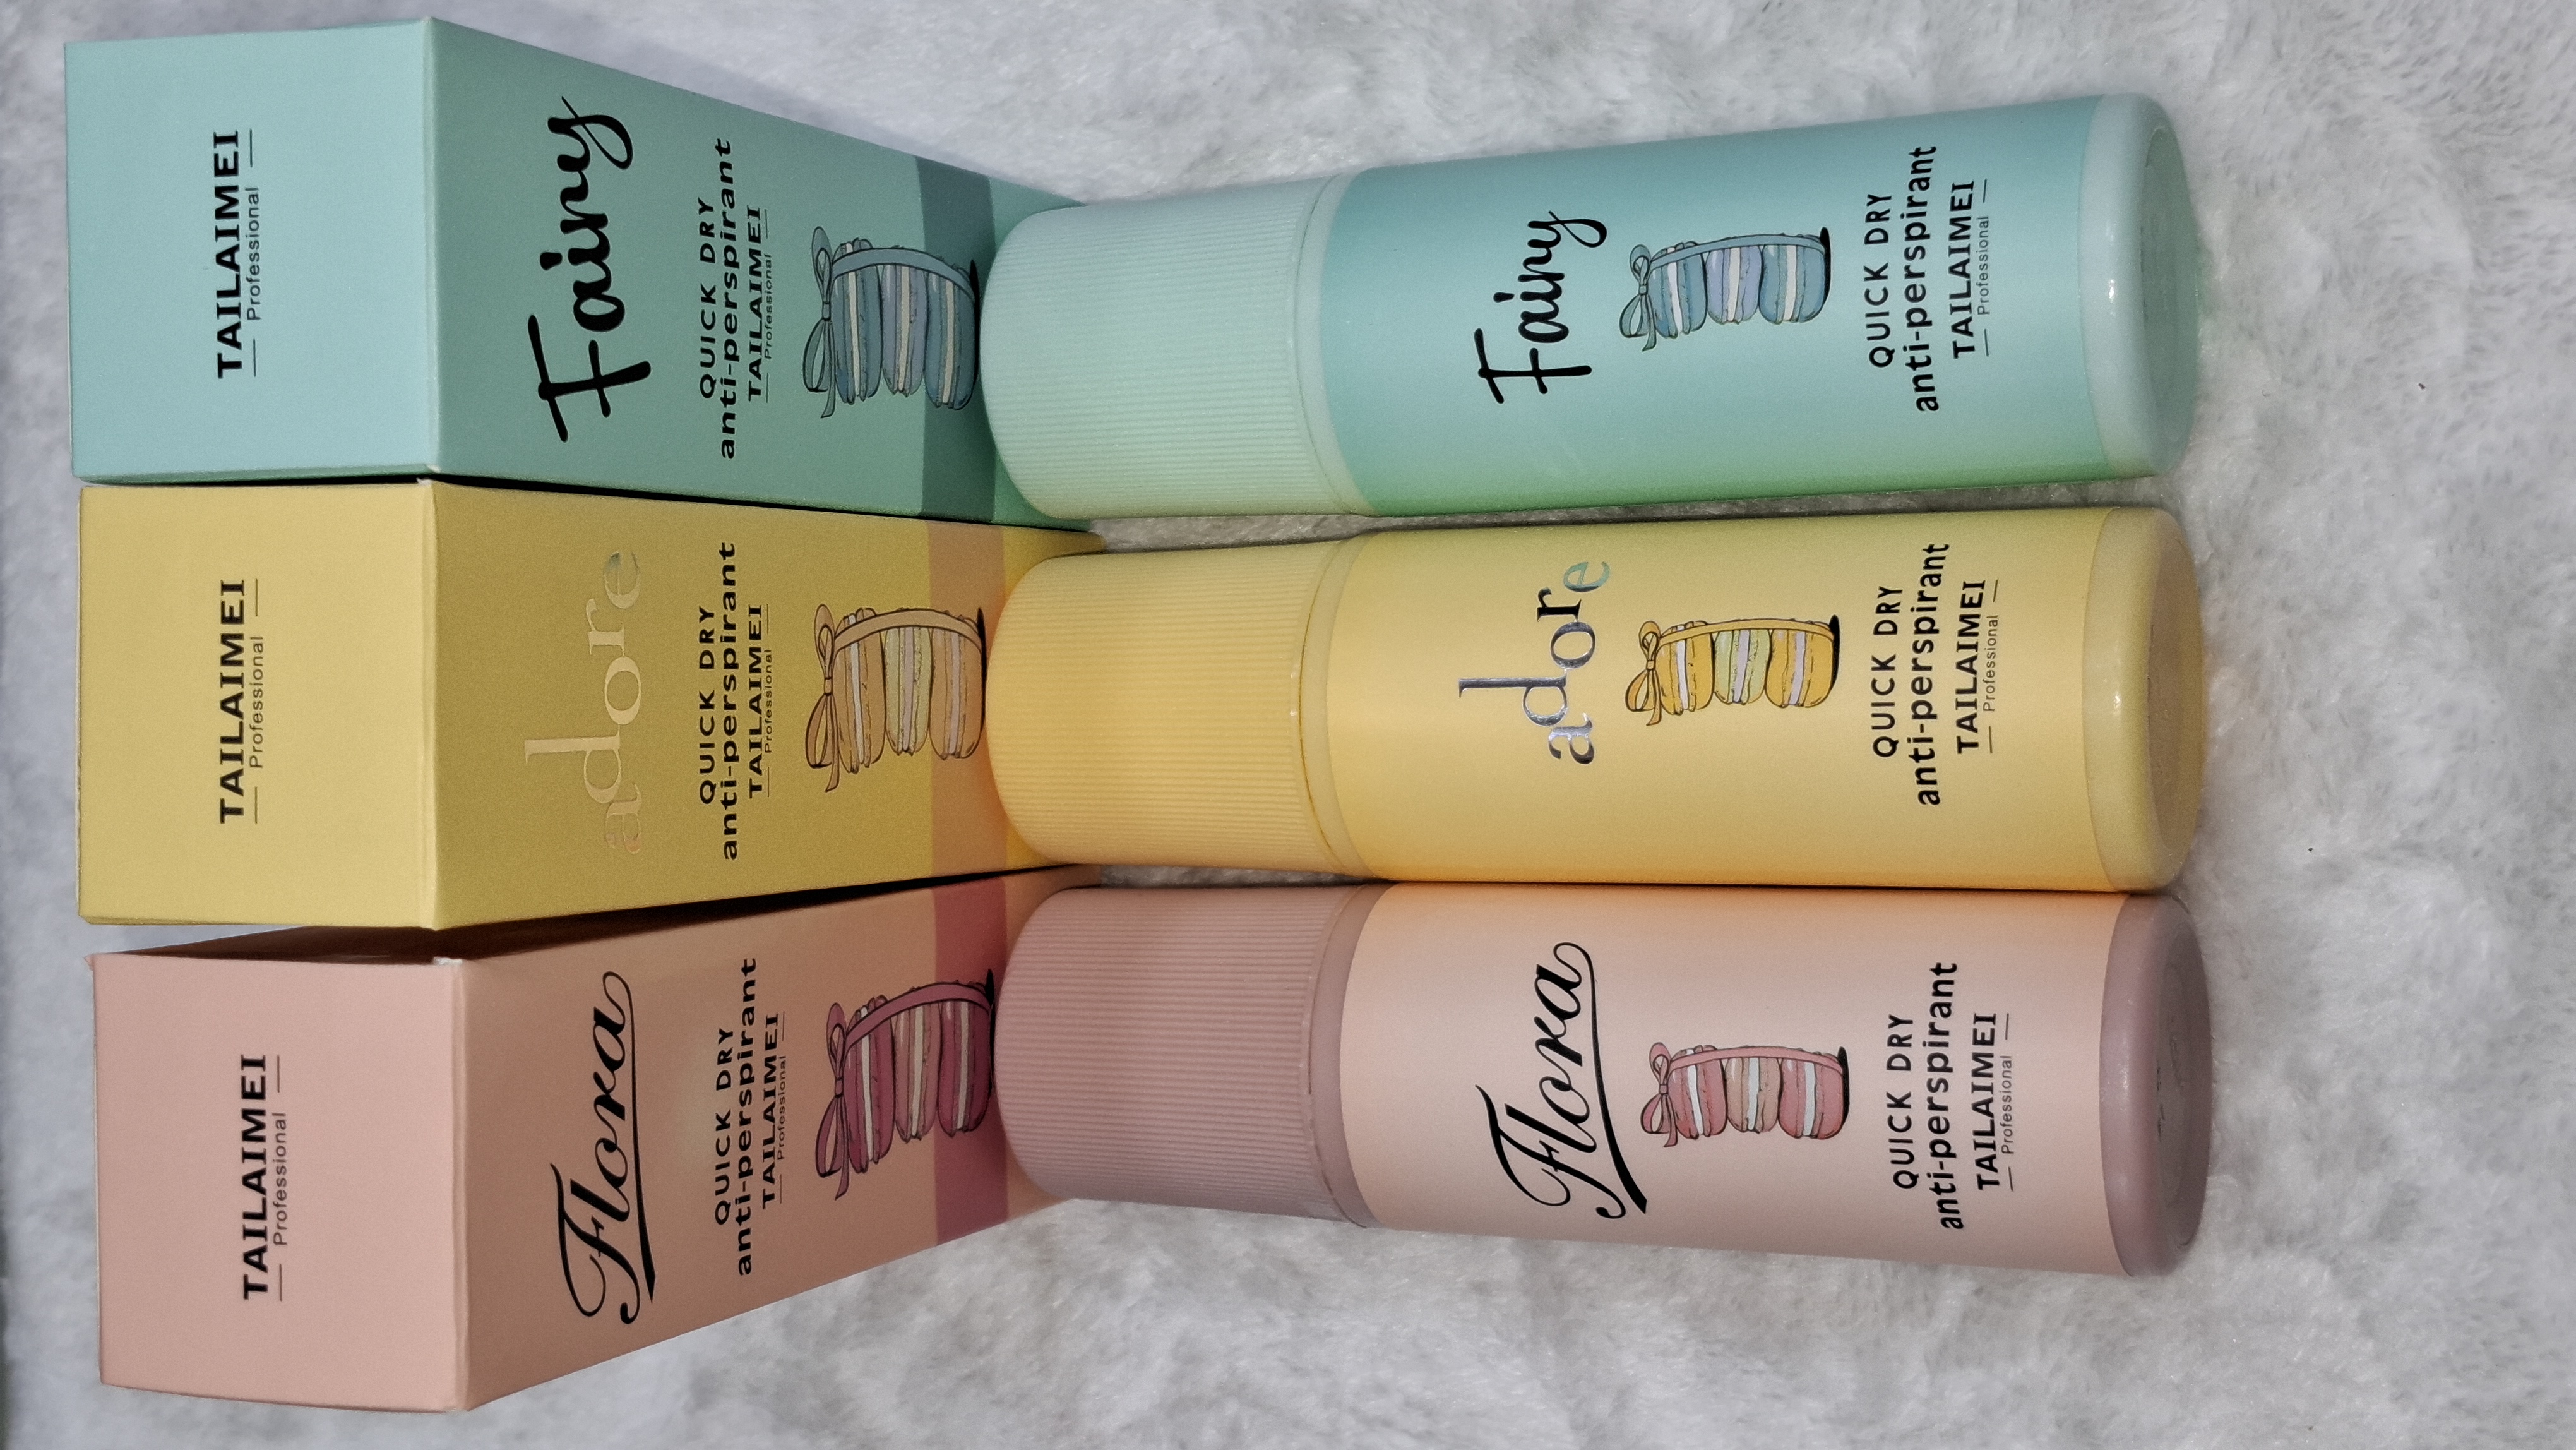 TAILAIMEI
Professional
Fairy
QUICK DRY
anti-perspirant
TAILAIMEI
Professional
Fairy
QUICK DRY
anti-perspirant
TAILAIMEI
Professional
TAILAIMEI
Professional
adore
QUICK DRY
anti-perspirant
TAILAIMEI
Professional
adore
QUICK DRY
anti-perspirant
TAILAIMEI
Professional
TAILAIMEI
Professional
Flora
QUICK DRY
anti-perspirant
TAILAIMEI
Professional
Flora
QUICK DRY
anti-perspirant
TAILAIMEI
Professional